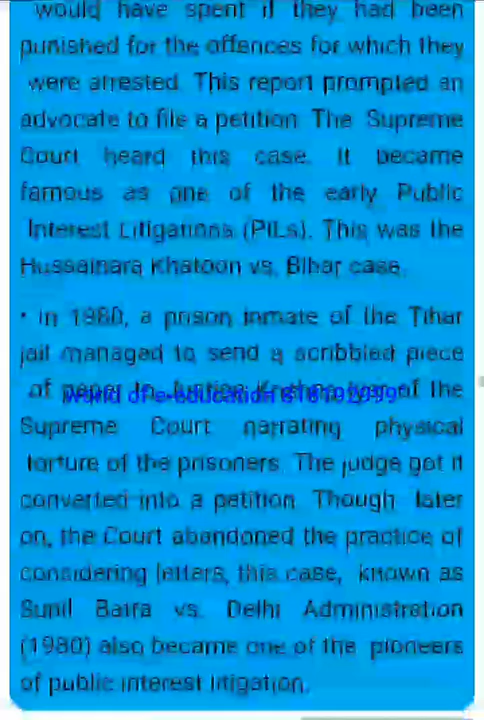 would have spent if they had been
punished for the offences for which they
were arrested. This report prompted an
advocate to file a petition. The Supreme
Court heard this case. It became
famous as one of the early Public
Interest Litigations (PILs). This was the
Hussainara Khatoon vs. Bihar case.
• In 1980, a prison inmate of the Tihar
jail managed to send a scribbled piece
of paper to Justice Krishna Iyer of the
world of e-education
Supreme Court narrating physical
torture of the prisoners. The judge got it
converted into a petition. Though later
on, the Court abandoned the practice of
considering letters, this case, known as
Sunil Batra vs. Delhi Administration
(1980) also became one of the pioneers
of public interest litigation.